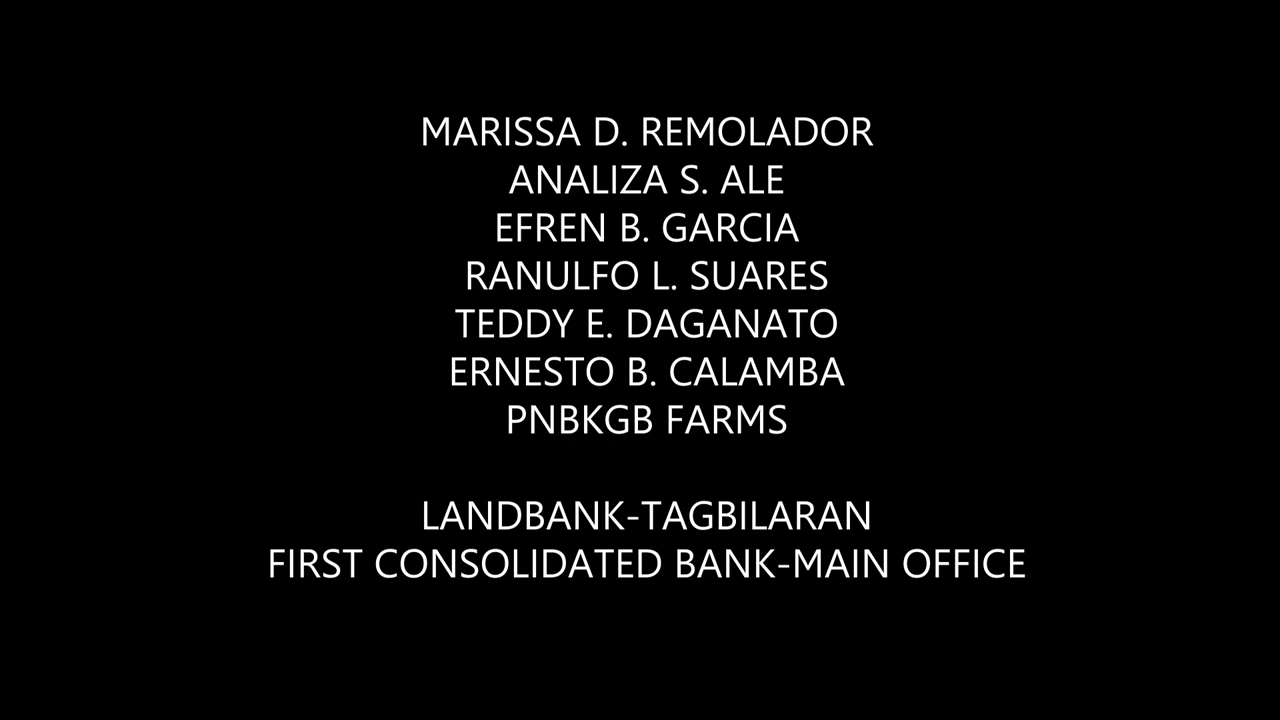 MARISSA D. REMOLADOR
ANALIZA S. ALE
EFREN B. GARCIA
RANULFO L. SUARES
TEDDY E. DAGANATO
ERNESTO B. CALAMBA
PNBKGB FARMS
LANDBANK-TAGBILARAN
FIRST CONSOLIDATED BANK-MAIN OFFICE